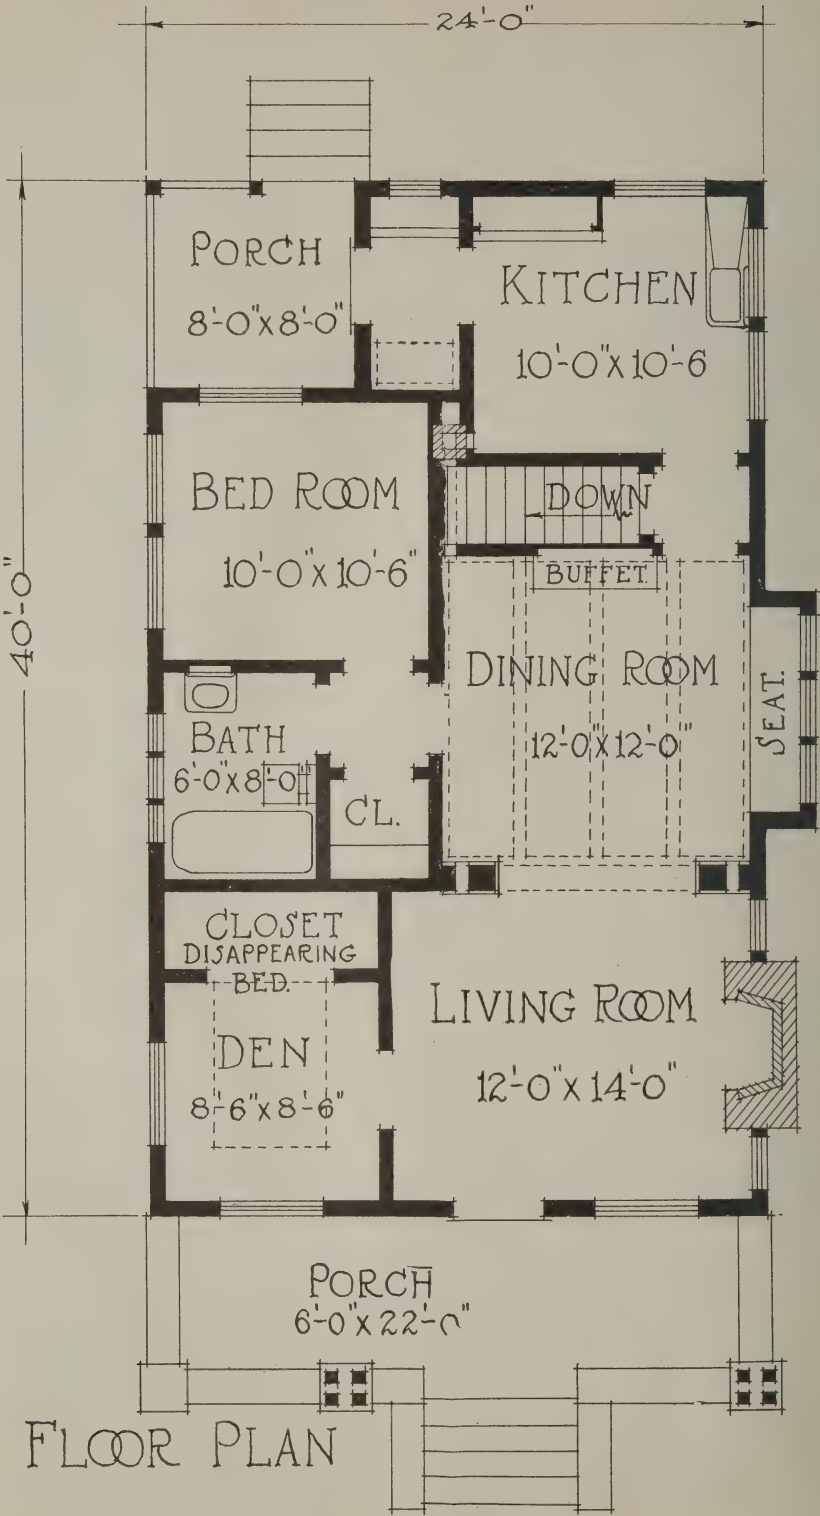 24'-0"
PORCH
8'-0"X8'-0"
KITCHEN
10'-0"X10'-6
40'-0"
BED ROOM
10'-0"X10'-6"
DOWN
BUFFET.
DINING ROOM
12'-0"X12'-0"
SEAT.
BATH
6'-0"X8'-0"
CL.
CLOSET
DISAPPEARING
BED.
DEN
8'-6"X8'-6"
LIVING ROOM
12'-0"X14'-0"
PORCH
6'-0"X22'-0"
FLOOR PLAN